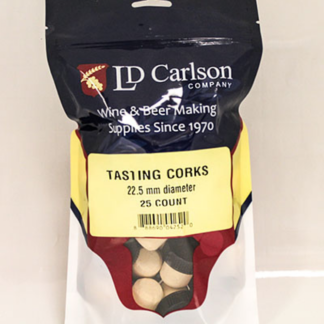 LD Carlson
COMPANY
Wine & Beer Making
Supplies Since 1970
TASTING CORKS
22.5 mm diameter
25 COUNT